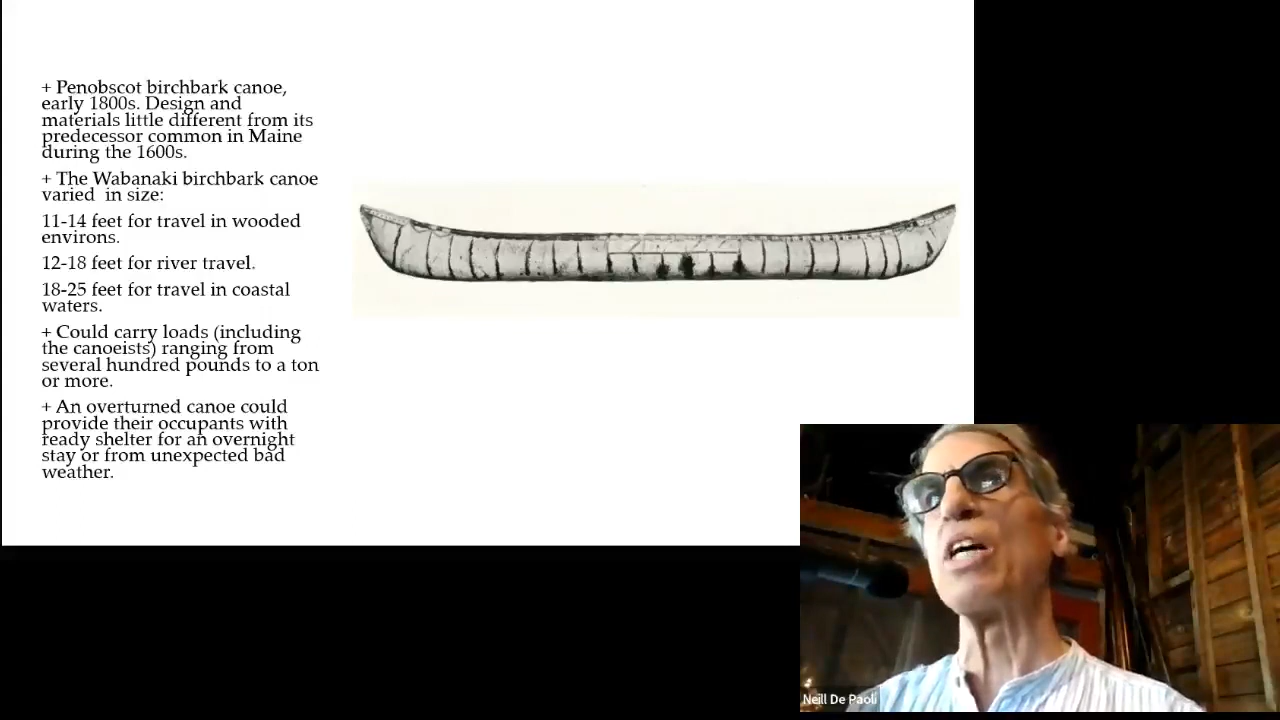 + Penobscot birchbark canoe,
early 1800s. Design and
materials little different from its
predecessor common in Maine
during the 1600s.
+ The Wabanaki birchbark canoe
varied  in size:
11-14 feet for travel in wooded
environs.
12-18 feet for river travel.
18-25 feet for travel in coastal
waters.
+ Could carry loads (including
the canoeists) ranging from
several hundred pounds to a ton
or more.
+ An overturned canoe could
provide their occupants with
ready shelter for an overnight
stay or from unexpected bad
weather.
Neill De Paoli